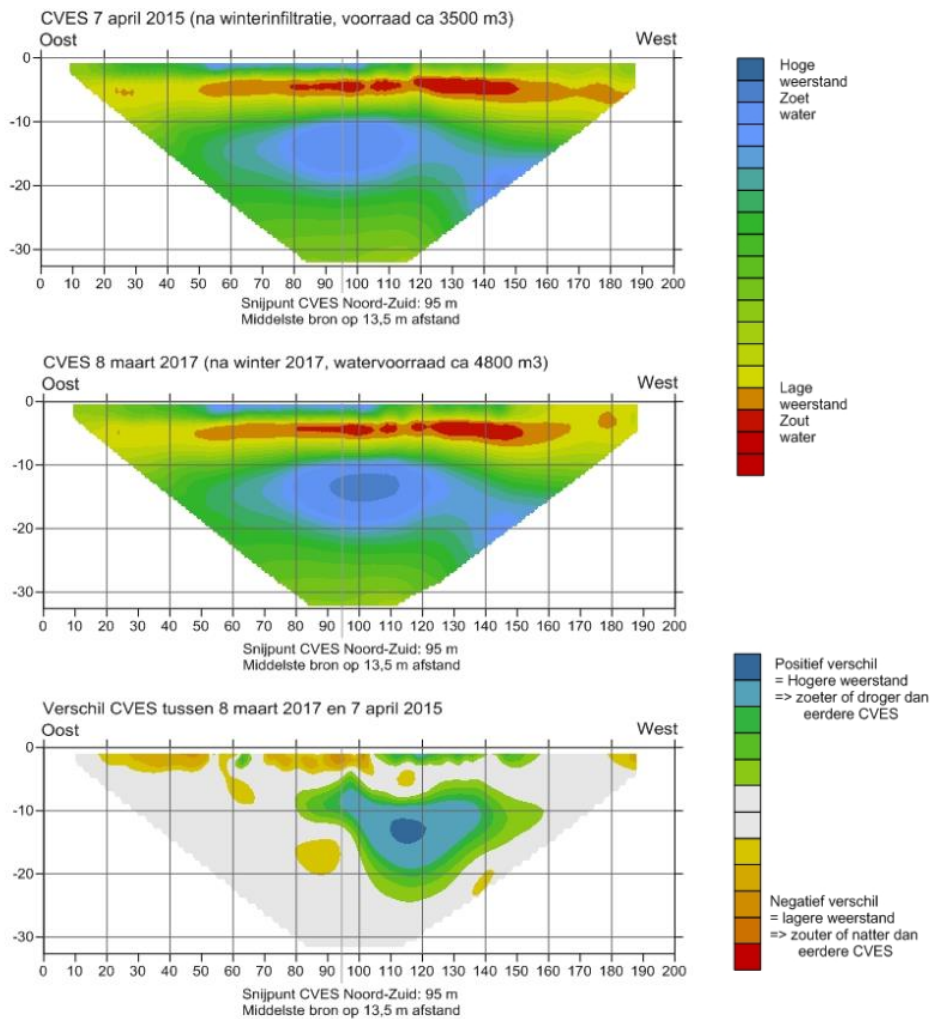 CVES 7 april 2015 (na winterinfiltratie, voorraad ca 3500 m3)
Oost West
0
-10
-20
-30
0 10 20 30 40 50 60 70 80 90 100 110 120 130 140 150 160 170 180 190 200
Snijpunt CVES Noord-Zuid: 95 m
Middelste bron op 13,5 m afstand
Hoge
weerstand
Zoet
water
Lage
weerstand
Zout
water
CVES 8 maart 2017 (na winter 2017, watervoorraad ca 4800 m3)
Oost West
0
-10
-20
-30
0 10 20 30 40 50 60 70 80 90 100 110 120 130 140 150 160 170 180 190 200
Snijpunt CVES Noord-Zuid: 95 m
Middelste bron op 13,5 m afstand
Verschil CVES tussen 8 maart 2017 en 7 april 2015
Oost West
0
-10
-20
-30
0 10 20 30 40 50 60 70 80 90 100 110 120 130 140 150 160 170 180 190 200
Snijpunt CVES Noord-Zuid: 95 m
Middelste bron op 13,5 m afstand
Positief verschil
= Hogere weerstand
=> zoeter of droger dan
eerdere CVES
Negatief verschil
= lagere weerstand
=> zouter of natter dan
eerdere CVES